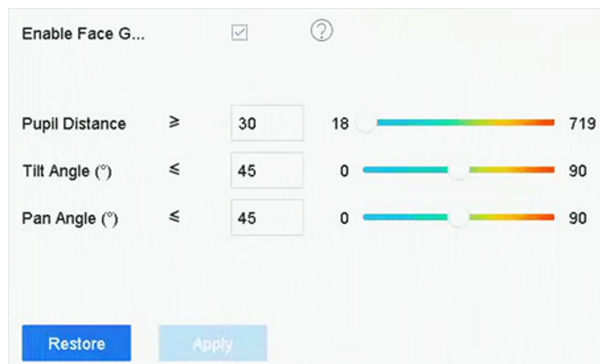 Enable Face G... ?
Pupil Distance ≥ 30 18 719
Tilt Angle (°) ≤ 45 0 90
Pan Angle (°) ≤ 45 0 90
Restore Apply